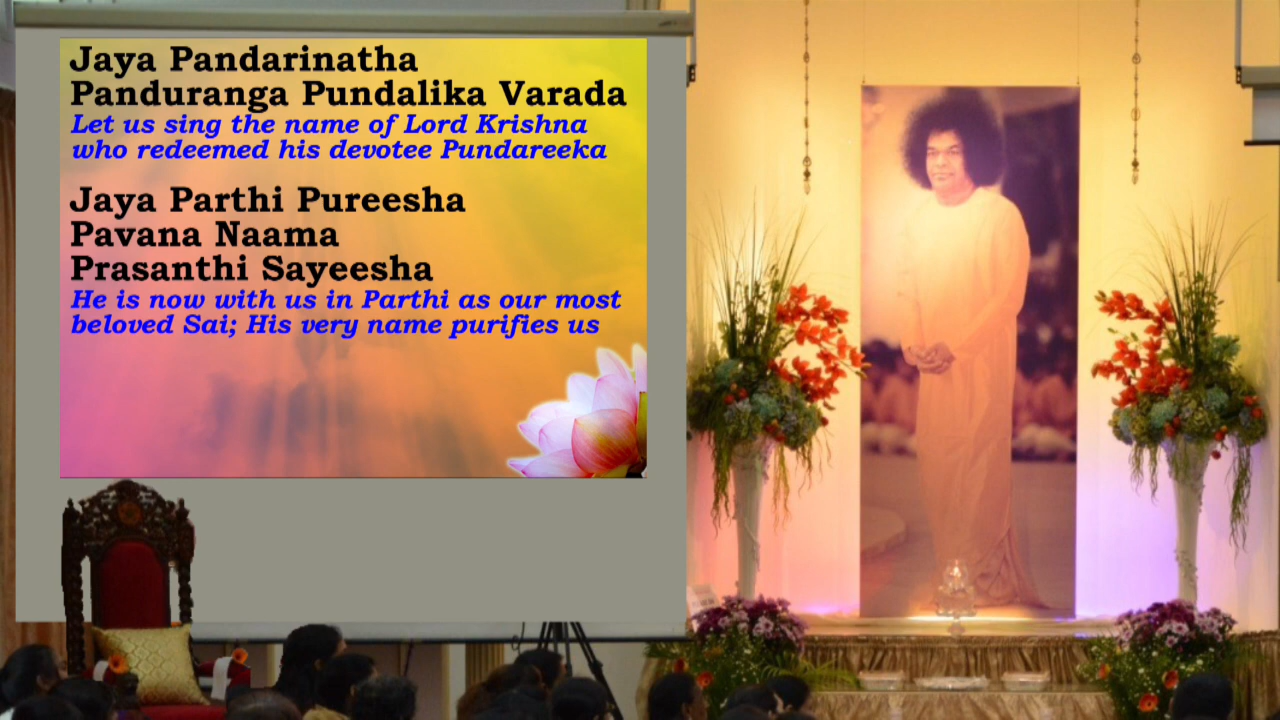 Jaya Pandarinatha
Panduranga Pundalika Varada
Let us sing the name of Lord Krishna
who redeemed his devotee Pundareeka
Jaya Parthi Pureesha
Pavana Naama
Prasanthi Sayeesha
He is now with us in Parthi as our most
beloved Sai; His very name purifies us